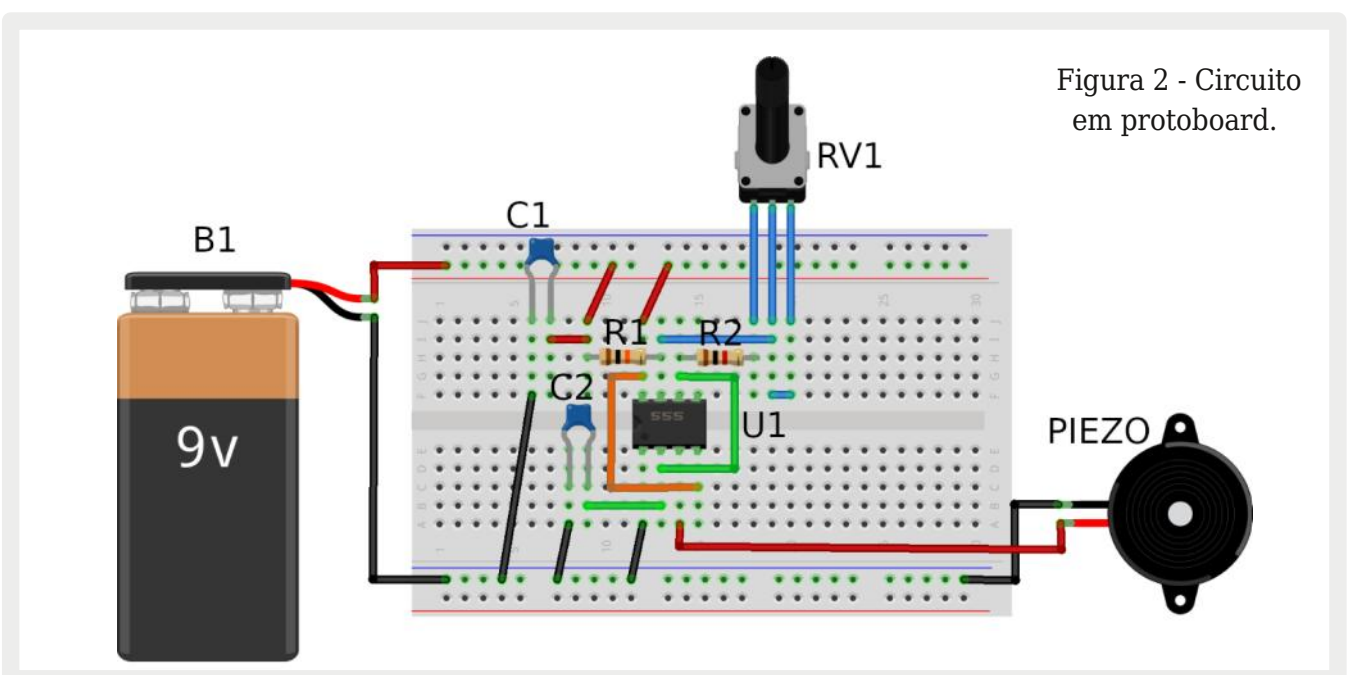 Figura 2 - Circuito
em protoboard.
RV1
C1
B1
R1
R2
C2
555
U1
9v
PIEZO